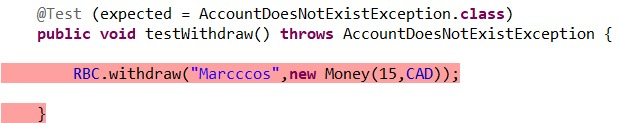 @Test (expected = AccountDoesNotExistException.class)
public void testWithdraw() throws AccountDoesNotExistException {
RBC.withdraw("Marcccos",new Money(15,CAD));
}